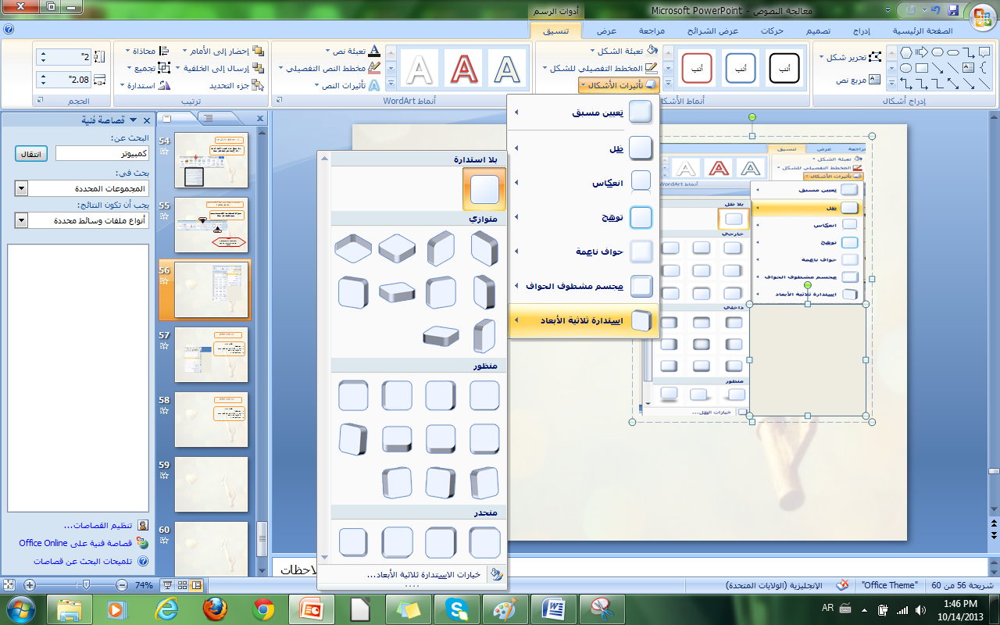 معالجة النصوص - Microsoft PowerPoint
أدوات الرسم
الصفحة الرئيسية
إدراج
تصميم
حركات
عرض الشرائح
مراجعة
عرض
تنسيق
تحرير شكل
مربع نص
إدراج أشكال
أنب
أنب
أنب
تعبئة الشكل
المخطط التفصيلي للشكل
تأثيرات الأشكال
أنماط الأشكال
تعبئة نص
مخطط النص التفصيلي
تأثيرات النص
أنماط WordArt
إحضار إلى الأمام
إرسال إلى الخلفية
جزء التحديد
محاذاة
تجميع
استدارة
ترتيب
2"
2.08"
الحجم
تعيين مسبق
ظل
انعكاس
توهج
حواف ناعمة
مجسم مشطوف الحواف
استدارة ثلاثية الأبعاد
بلا استدارة
متوازي
منظور
منحدر
خيارات الاستدارة ثلاثية الأبعاد...
مراجعة
عرض
تنسيق
تعبئة الشكل
المخطط التفصيلي للشكل
تأثيرات الأشكال
أنماط WordArt
تعيين مسبق
ظل
انعكاس
توهج
حواف ناعمة
مجسم مشطوف الحواف
استدارة ثلاثية الأبعاد
بلا ظل
خارجي
داخلي
منظور
خيارات الظل...
54
55
56
57
58
59
60
قصاصة فنية
البحث عن:
كمبيوتر
انتقال
بحث في:
المجموعات المحددة
يجب أن تكون النتائج:
أنواع ملفات وسائط محددة
تنظيم القصاصات...
قصاصة فنية على Office Online
تلميحات البحث عن قصاصات
لاحظات
شريحة 56 من 60
"Office Theme"
الإنجليزية (الولايات المتحدة)
74%
AR
1:46 PM
10/14/2013